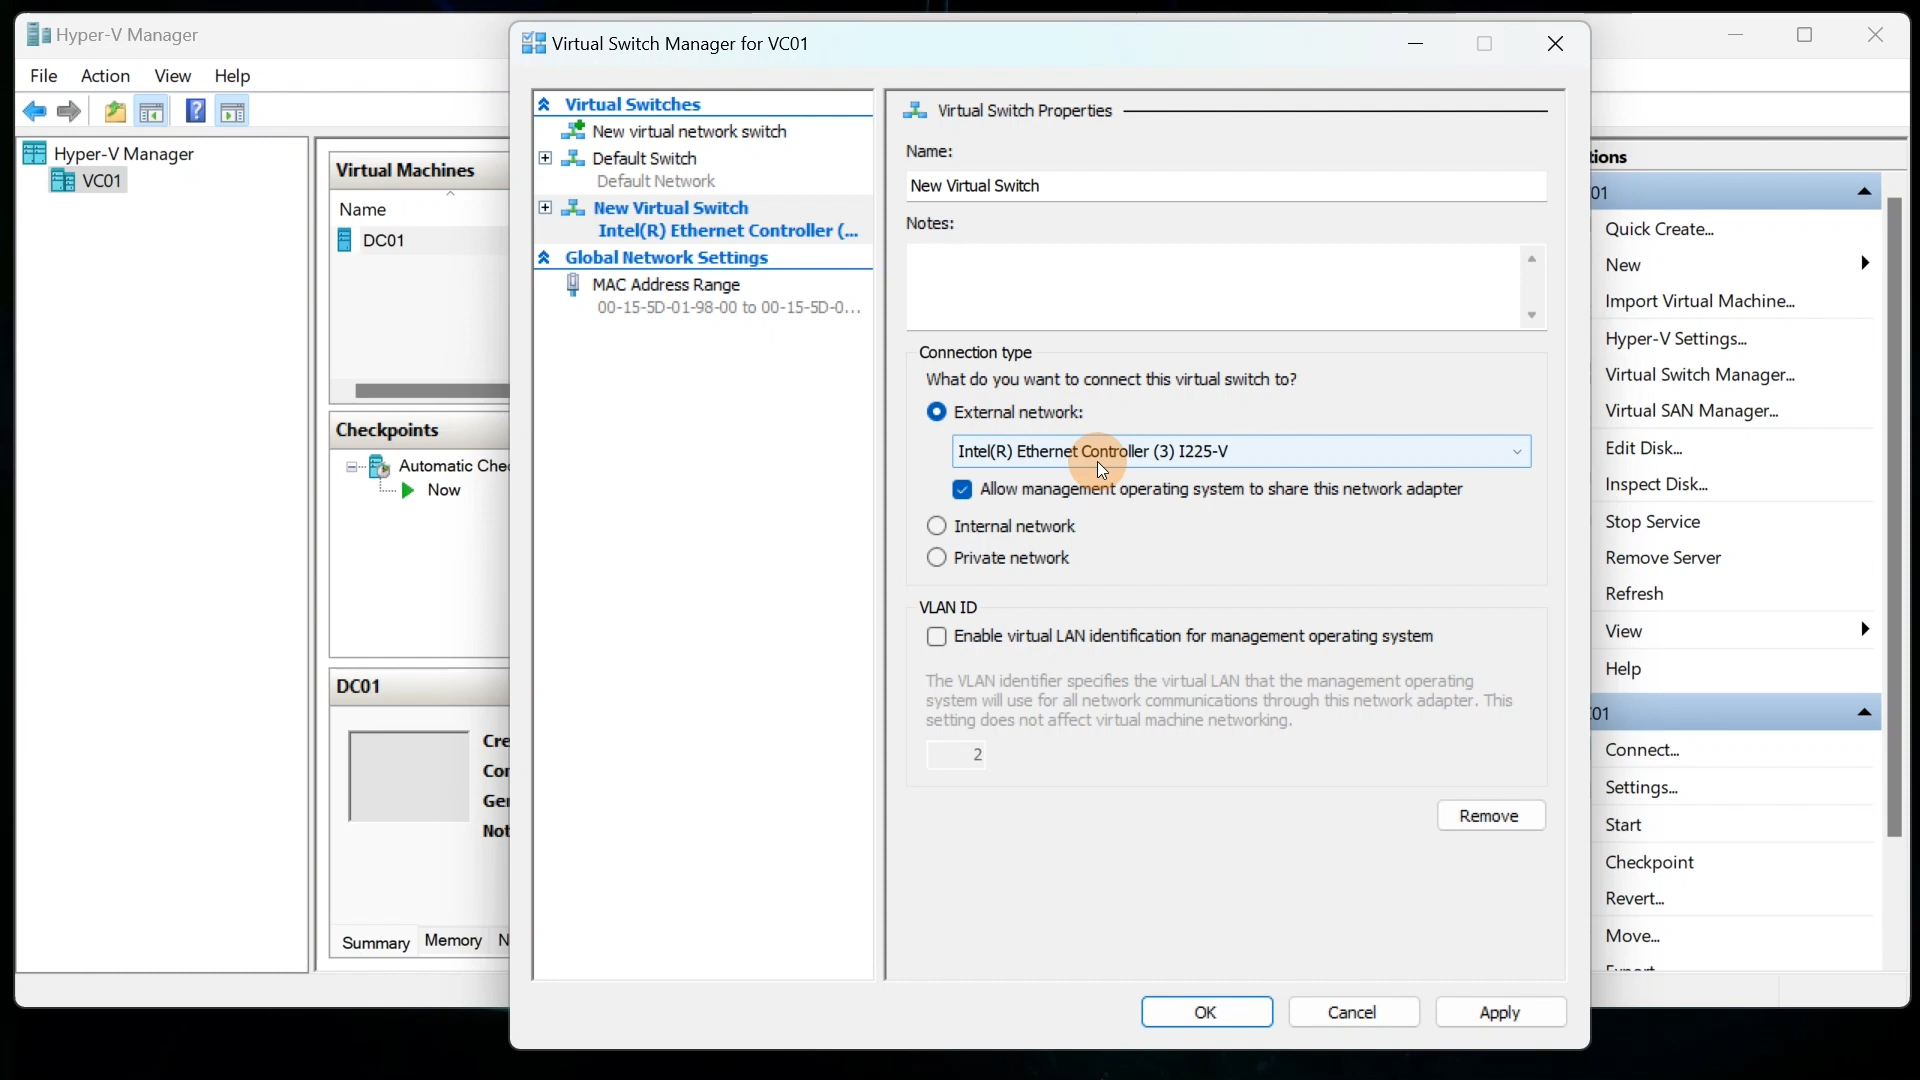 Hyper-V Manager
File Action View Help
Hyper-V Manager
VC01
Virtual Machines
Name
DC01
Checkpoints
Automatic Che
Now
DC01
Cre
Con
Gen
Not
Summary Memory N
Virtual Switch Manager for VC01
Virtual Switches
New virtual network switch
Default Switch
Default Network
New Virtual Switch
Intel(R) Ethernet Controller (...
Global Network Settings
MAC Address Range
00-15-5D-01-98-00 to 00-15-5D-0...
Virtual Switch Properties
Name:
New Virtual Switch
Notes:
Connection type
What do you want to connect this virtual switch to?
External network:
Intel(R) Ethernet Controller (3) I225-V
Allow management operating system to share this network adapter
Internal network
Private network
VLAN ID
Enable virtual LAN identification for management operating system
The VLAN identifier specifies the virtual LAN that the management operating
system will use for all network communications through this network adapter. This
setting does not affect virtual machine networking.
2
Remove
OK Cancel Apply
tions
01
Quick Create...
New
Import Virtual Machine...
Hyper-V Settings...
Virtual Switch Manager...
Virtual SAN Manager...
Edit Disk...
Inspect Disk...
Stop Service
Remove Server
Refresh
View
Help
01
Connect...
Settings...
Start
Checkpoint
Revert...
Move...